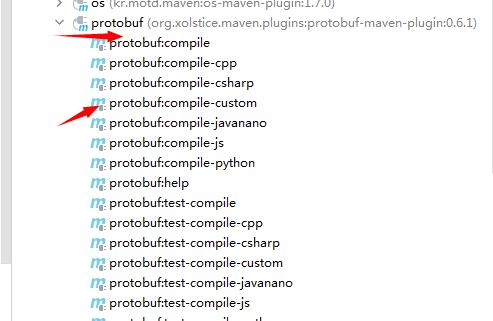 os (kr.motd.maven:os-maven-plugin:1.7.0)
protobuf (org.xolstice.maven.plugins:protobuf-maven-plugin:0.6.1)
protobuf:compile
protobuf:compile-cpp
protobuf:compile-csharp
protobuf:compile-custom
protobuf:compile-javanano
protobuf:compile-js
protobuf:compile-python
protobuf:help
protobuf:test-compile
protobuf:test-compile-cpp
protobuf:test-compile-csharp
protobuf:test-compile-custom
protobuf:test-compile-javanano
protobuf:test-compile-js